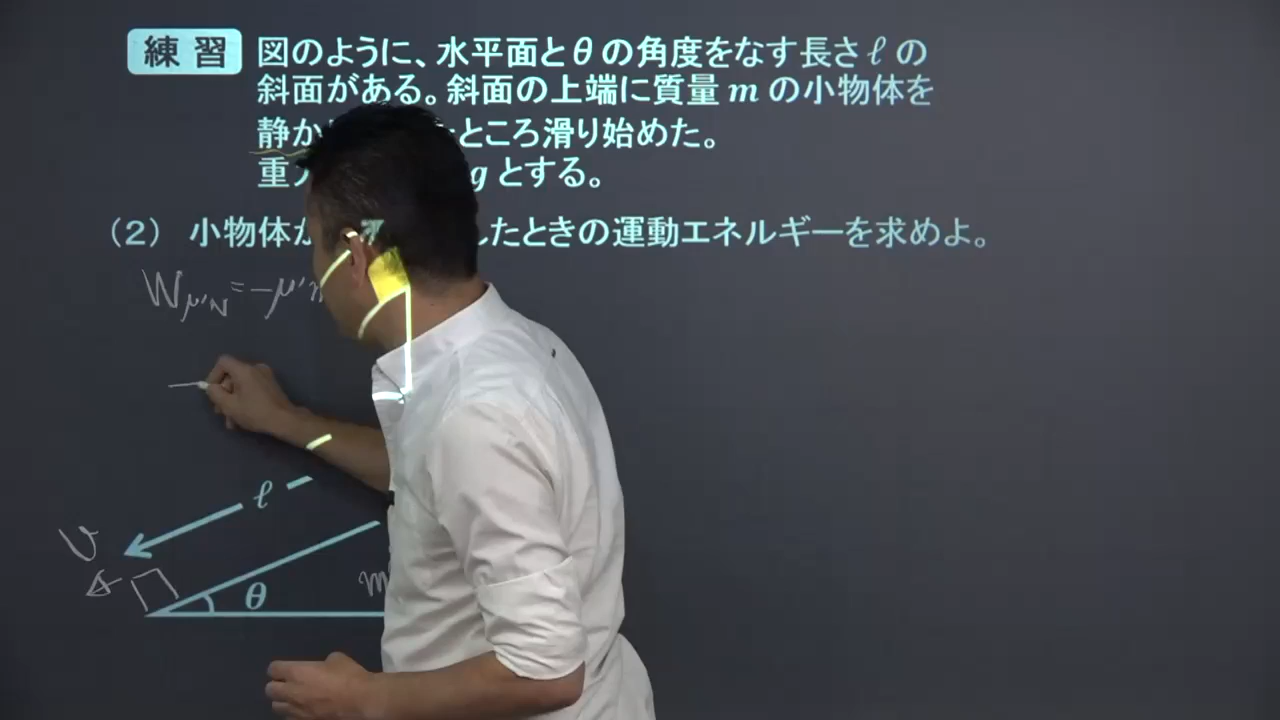 練習 図のように、水平面とθの角度をなす長さℓの
斜面がある。斜面の上端に質量 m の小物体を
静か ところ滑り始めた。
重力 g とする。
(2) 小物体が したときの運動エネルギーを求めよ。
Wμ'N = -μ'
ℓ
v
θ
m